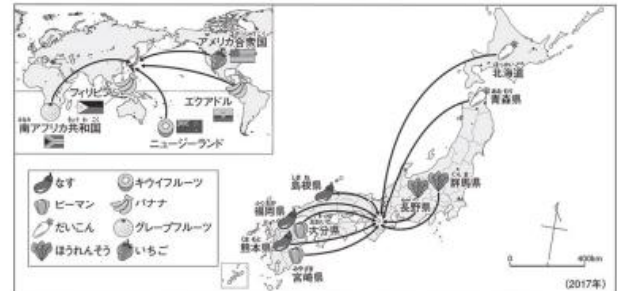 アメリカ合衆国
フィリピン
エクアドル
南アフリカ共和国
ニュージーランド
なす
キウイフルーツ
ピーマン
バナナ
だいこん
グレープフルーツ
ほうれんそう
いちご
北海道
青森県
群馬県
長野県
島根県
福岡県
大分県
熊本県
宮崎県
0
400km
(2017年)